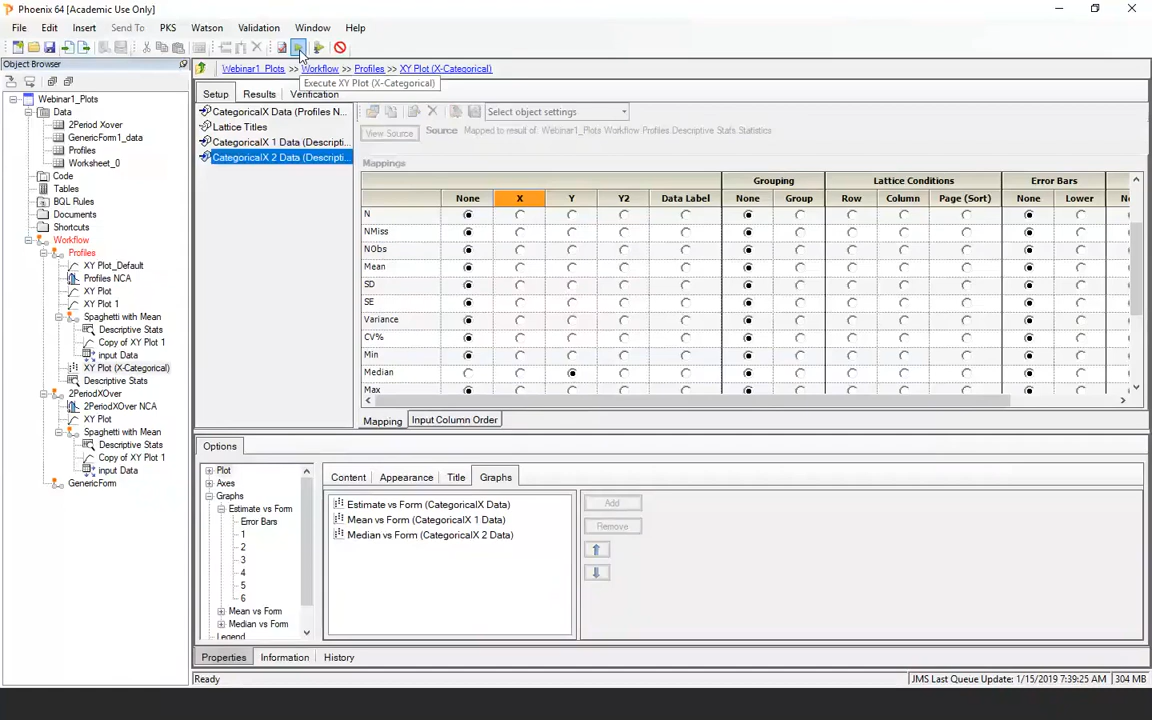 Phoenix 64 [Academic Use Only]
File Edit Insert Send To PKS Watson Validation Window Help
Object Browser
Webinar1_Plots >> Workflow >> Profiles >> XY Plot (X-Categorical)
Execute XY Plot (X-Categorical)
Webinar1_Plots
Data
2Period Xover
GenericForm1_data
Profiles
Worksheet_0
Code
Tables
BQL Rules
Documents
Shortcuts
Workflow
Profiles
XY Plot_Default
Profiles NCA
XY Plot
XY Plot 1
Spaghetti with Mean
Descriptive Stats
Copy of XY Plot 1
input Data
XY Plot (X-Categorical)
Descriptive Stats
2PeriodXOver
2PeriodXOver NCA
XY Plot
Spaghetti with Mean
Descriptive Stats
Copy of XY Plot 1
input Data
GenericForm
Setup Results Verification
CategoricalX Data (Profiles N...
Lattice Titles
CategoricalX 1 Data (Descripti...
CategoricalX 2 Data (Descripti...
Select object settings
View Source Source Mapped to result of Webinar1_Plots Workflow Profiles Descriptive Stats Statistics
Mappings
Grouping Lattice Conditions Error Bars
None X Y Y2 Data Label None Group Row Column Page (Sort) None Lower
N
NMiss
NObs
Mean
SD
SE
Variance
CV%
Min
Median
Max
Mapping Input Column Order
Options
Plot
Axes
Graphs
Estimate vs Form
Error Bars
1
2
3
4
5
6
Mean vs Form
Median vs Form
Legend
Content Appearance Title Graphs
Estimate vs Form (CategoricalX Data)
Mean vs Form (CategoricalX 1 Data)
Median vs Form (CategoricalX 2 Data)
Add
Remove
Properties Information History
Ready JMS Last Queue Update: 1/15/2019 7:39:25 AM 304 MB